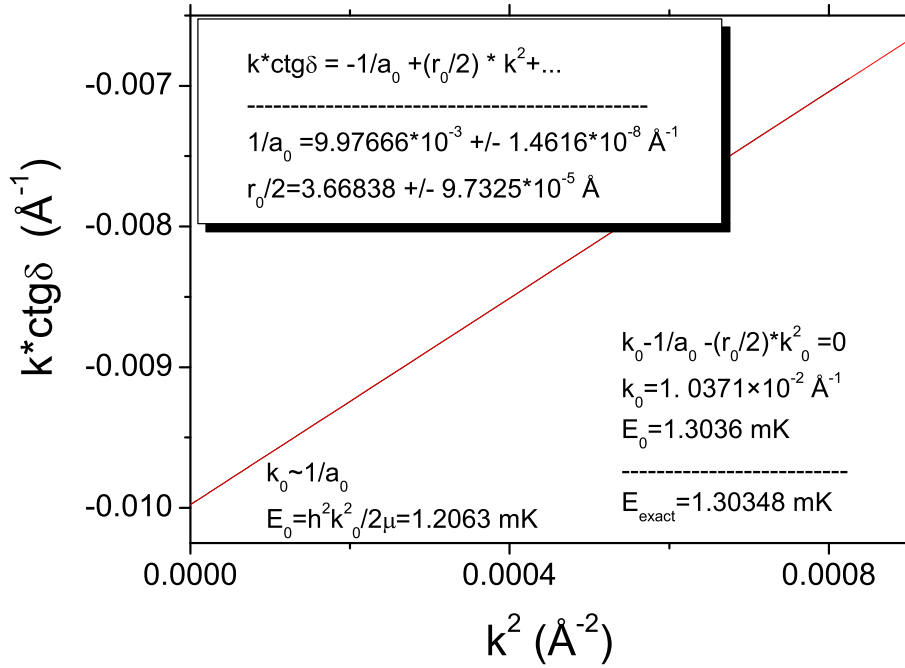 k*ctgδ = -1/a₀ +(r₀/2) * k²+...
----------------------------------------------
1/a₀ =9.97666*10⁻³ +/- 1.4616*10⁻⁸ Å⁻¹
r₀/2=3.66838 +/- 9.7325*10⁻⁵ Å
-0.007
-0.008
-0.009
-0.010
k*ctgδ (Å⁻¹)
k₀-1/a₀ -(r₀/2)*k²₀ =0
k₀=1. 0371×10⁻² Å⁻¹
E₀=1.3036 mK
--------------------------
E_exact=1.30348 mK
k₀~1/a₀
E₀=h²k²₀/2μ=1.2063 mK
0.0000
0.0004
0.0008
k² (Å⁻²)